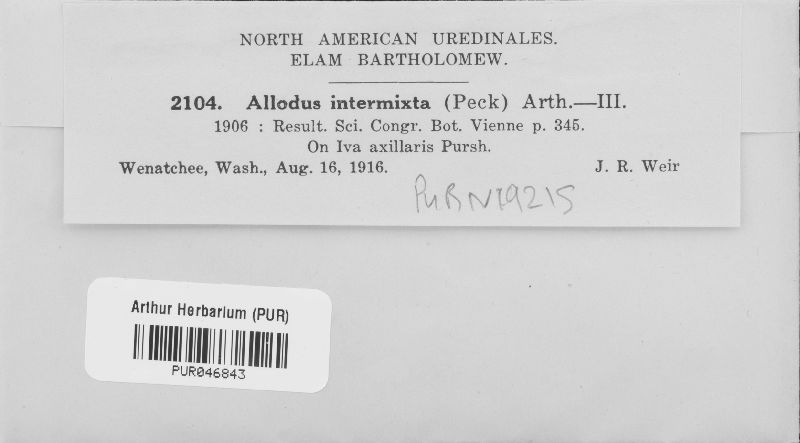 NORTH AMERICAN UREDINALES.
ELAM BARTHOLOMEW.
2104. Allodus intermixta (Peck) Arth.—III.
1906 : Result. Sci. Congr. Bot. Vienne p. 345.
On Iva axillaris Pursh.
Wenatchee, Wash., Aug. 16, 1916. J. R. Weir
PURN19215
Arthur Herbarium (PUR)
PUR046843